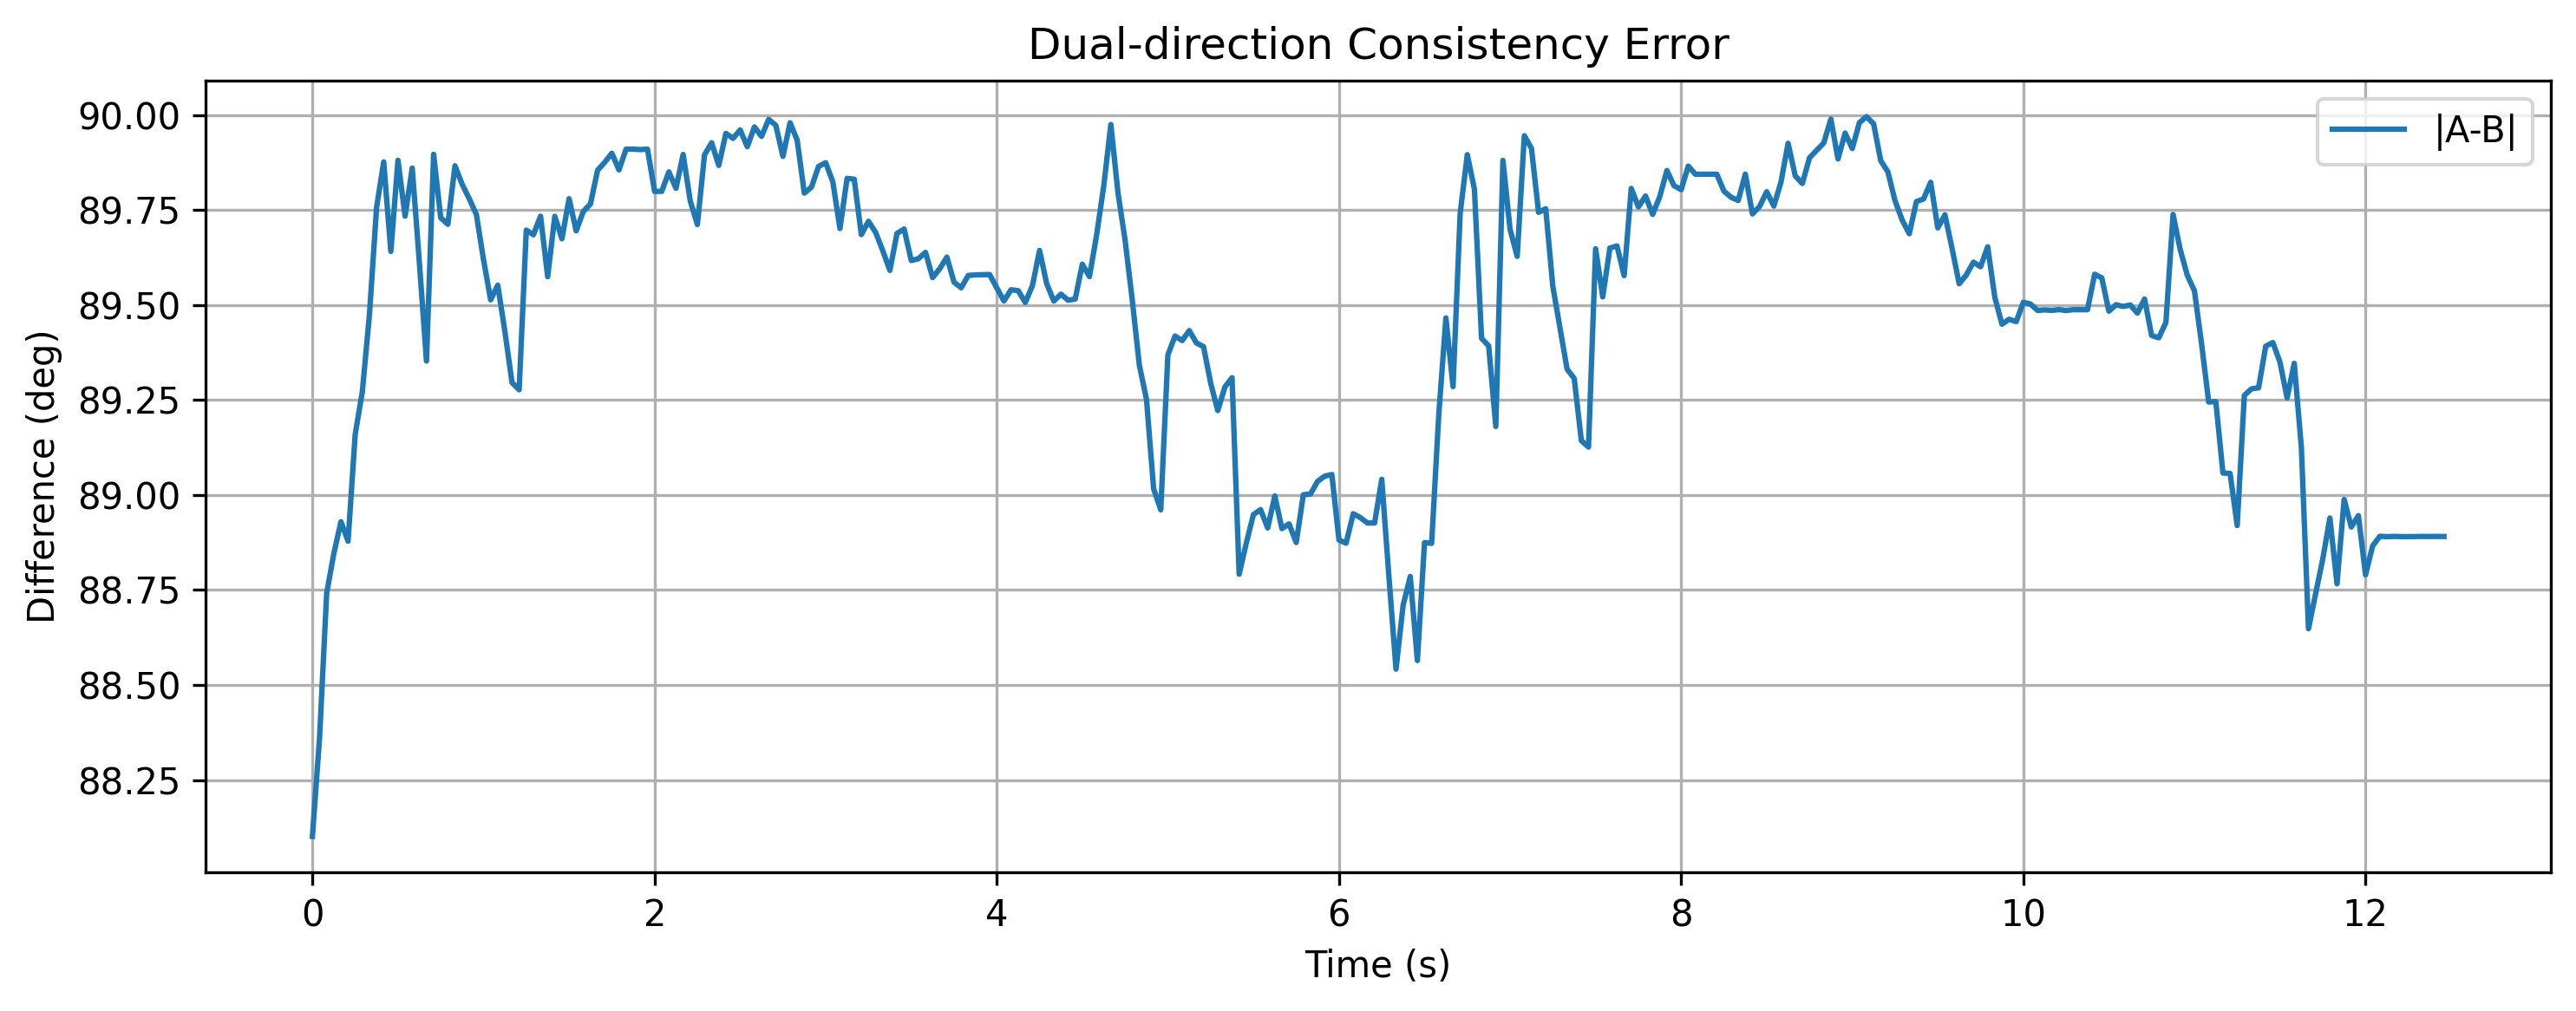 Dual-direction Consistency Error
|A-B|
Difference (deg)
90.00
89.75
89.50
89.25
89.00
88.75
88.50
88.25
0 2 4 6 8 10 12
Time (s)